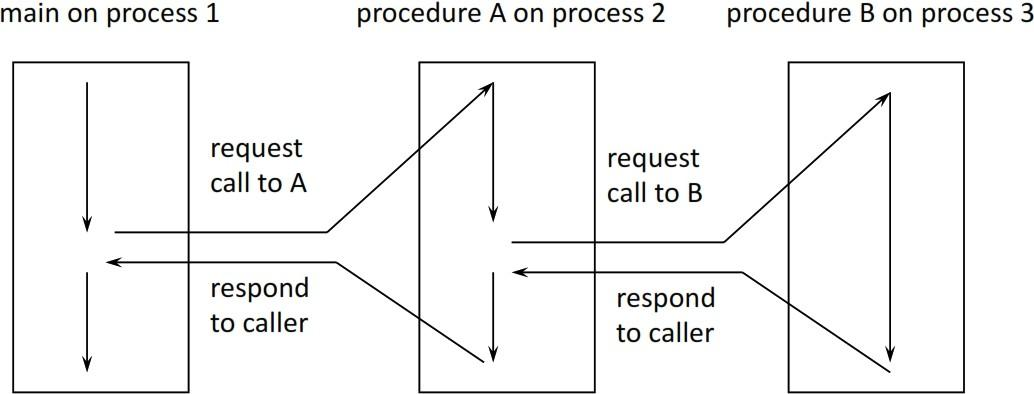 main on process 1
procedure A on process 2
procedure B on process 3
request
call to A
request
call to B
respond
to caller
respond
to caller